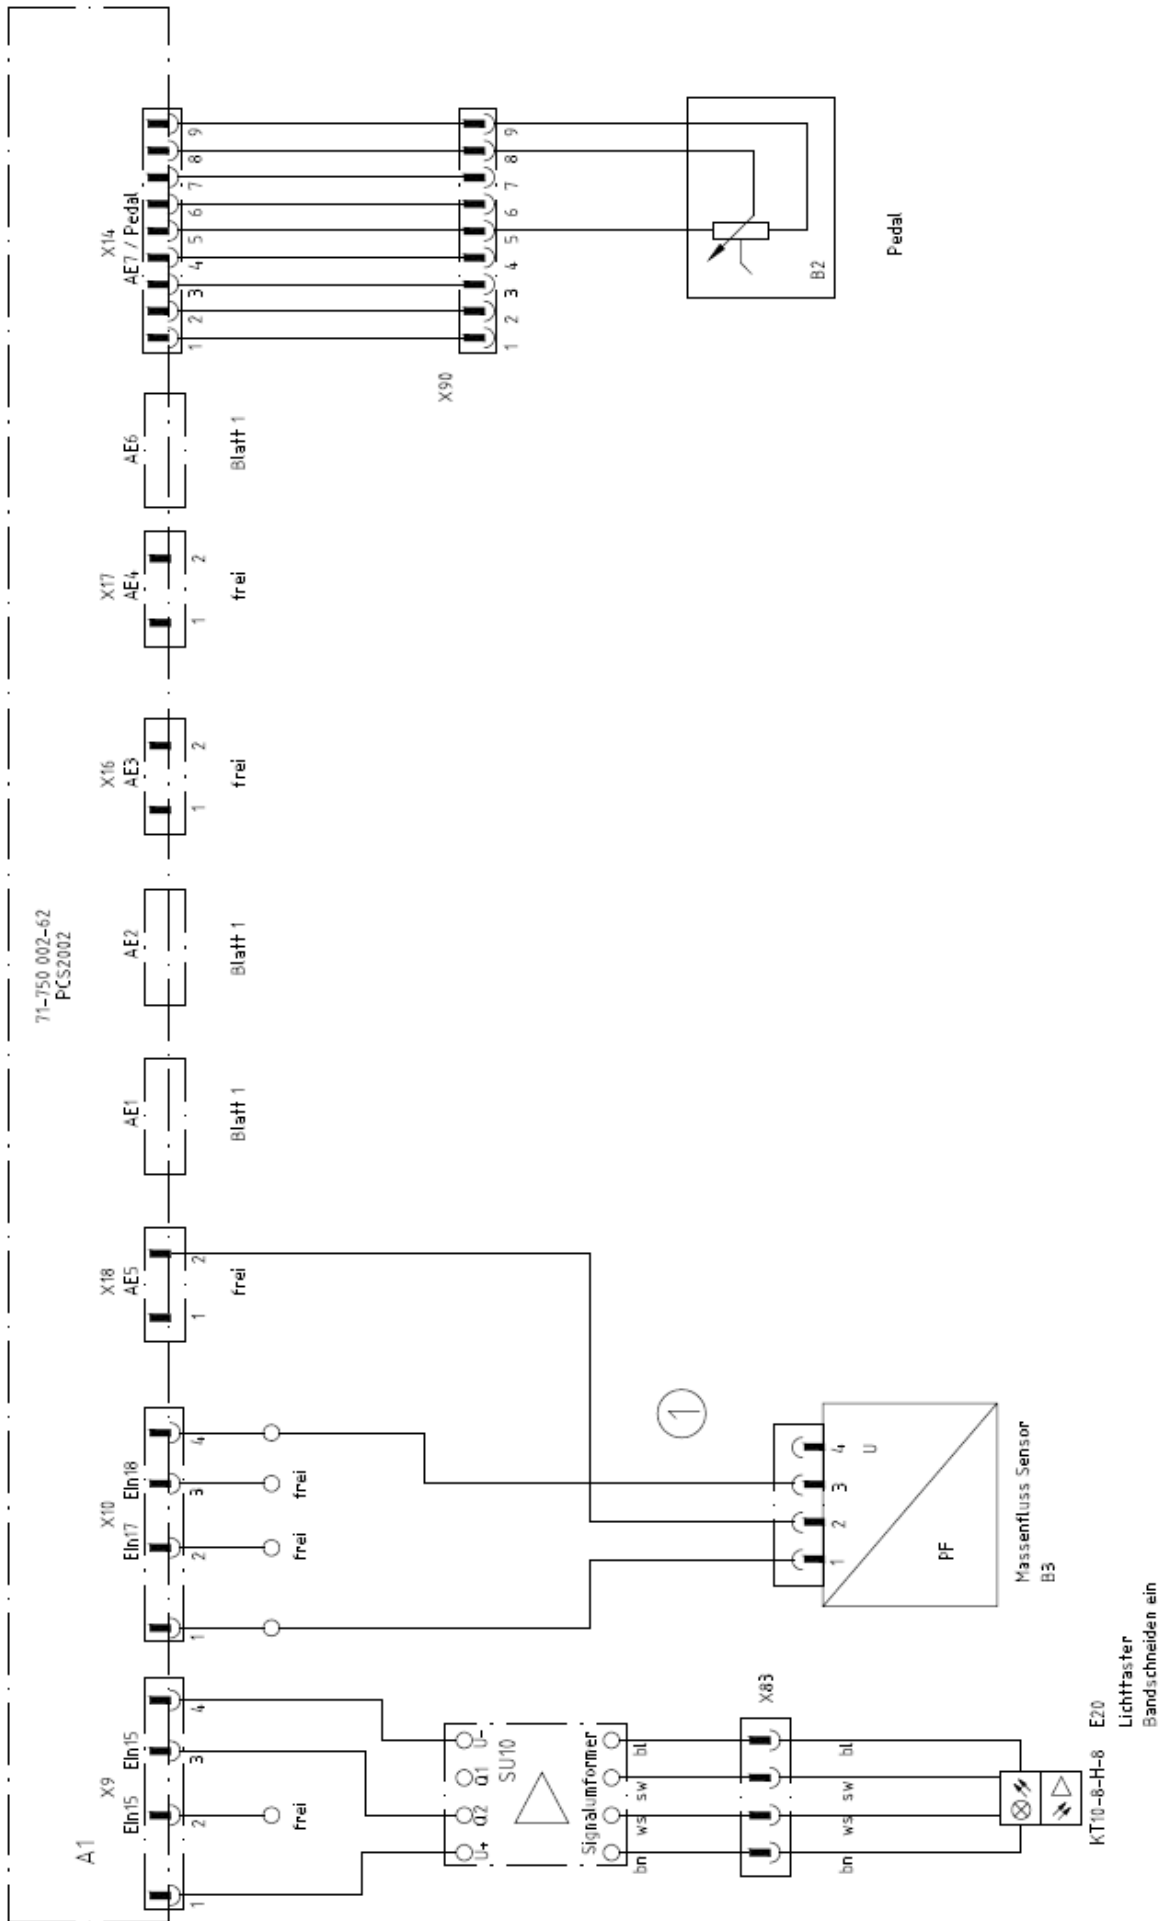 71-750 002-62
PCS2002
A1
X9 X10 X18 X16 X17 X14
EIn15 EIn15 EIn17 EIn18 AE5 AE1 AE2 AE3 AE4 AE6 AE7 / Pedal
1 2 3 4 1 2 3 4 1 2 1 2 1 2 1 2 3 4 5 6 7 8 9
frei Blatt 1 Blatt 1 frei frei Blatt 1
frei frei frei
X90
U+ Q2 Q1 U-
SU10
1 2 3 4 5 6 7 8 9
Signalumformer
bn ws sw bl
1
X83
B2
1 2 3 4
bn ws sw bl
U
Pedal
PF
Massenfluss Sensor
B3
KT10-8-H-8 E20
Lichttaster
Bandschneiden ein